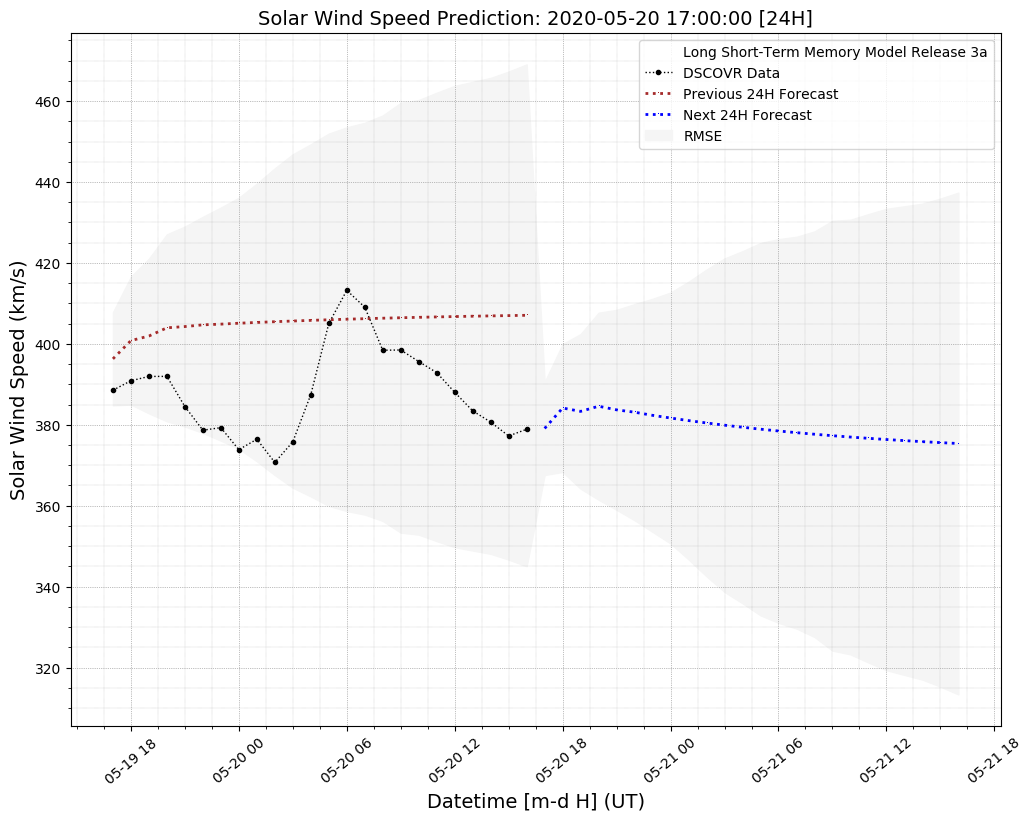 Solar Wind Speed Prediction: 2020-05-20 17:00:00 [24H]
Long Short-Term Memory Model Release 3a
DSCOVR Data
Previous 24H Forecast
Next 24H Forecast
RMSE
Solar Wind Speed (km/s)
460
440
420
400
380
360
340
320
05-19 18
05-20 00
05-20 06
05-20 12
05-20 18
05-21 00
05-21 06
05-21 12
05-21 18
Datetime [m-d H] (UT)